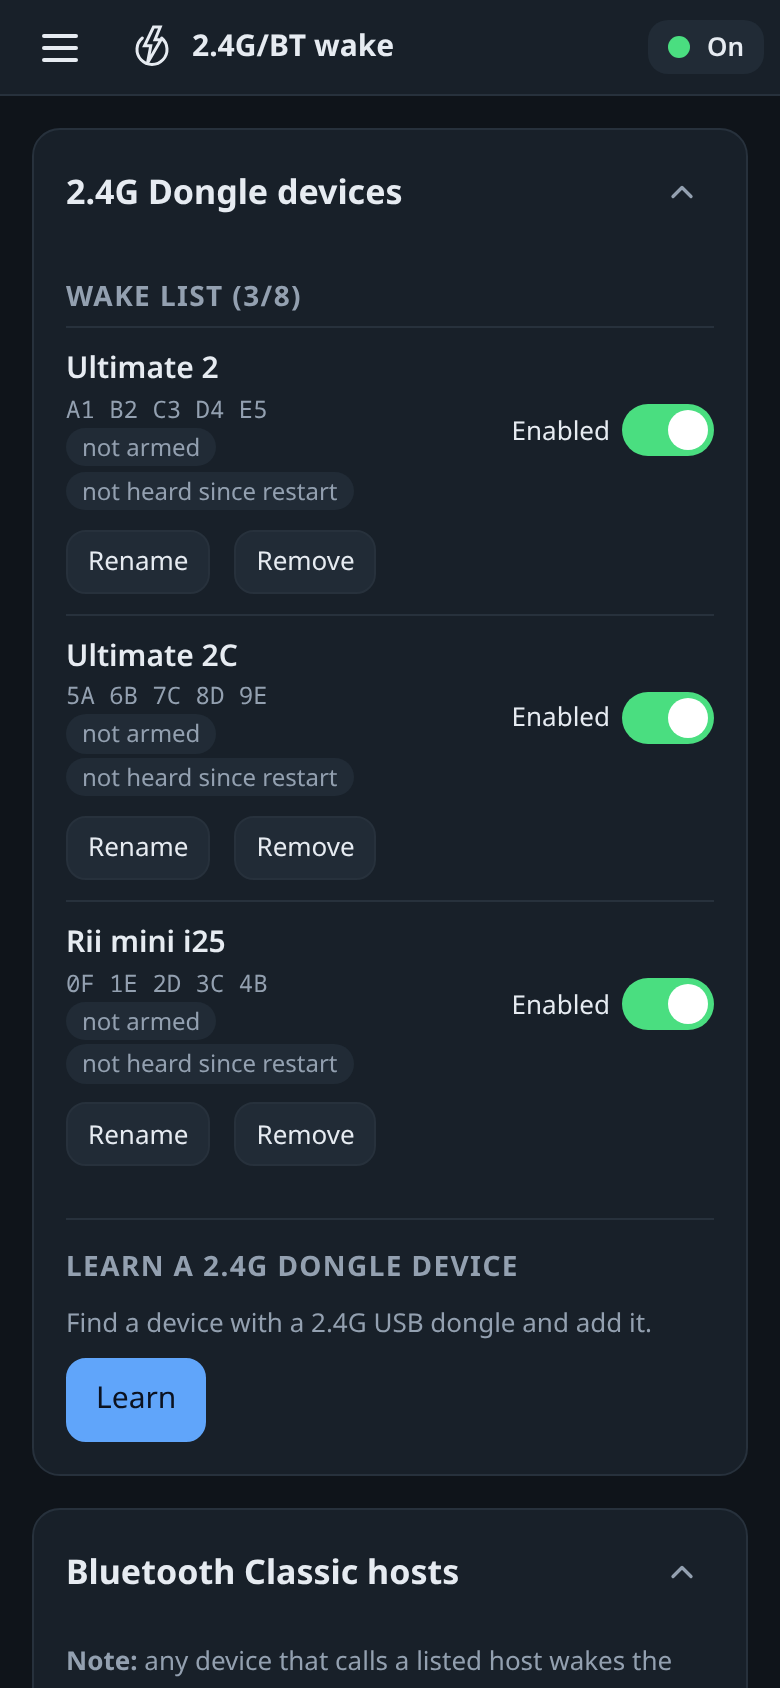 2.4G/BT wake
On
2.4G Dongle devices
WAKE LIST (3/8)
Ultimate 2
A1 B2 C3 D4 E5
not armed
Enabled
not heard since restart
Rename Remove
Ultimate 2C
5A 6B 7C 8D 9E
not armed
Enabled
not heard since restart
Rename Remove
Rii mini i25
0F 1E 2D 3C 4B
not armed
Enabled
not heard since restart
Rename Remove
LEARN A 2.4G DONGLE DEVICE
Find a device with a 2.4G USB dongle and add it.
Learn
Bluetooth Classic hosts
Note: any device that calls a listed host wakes the